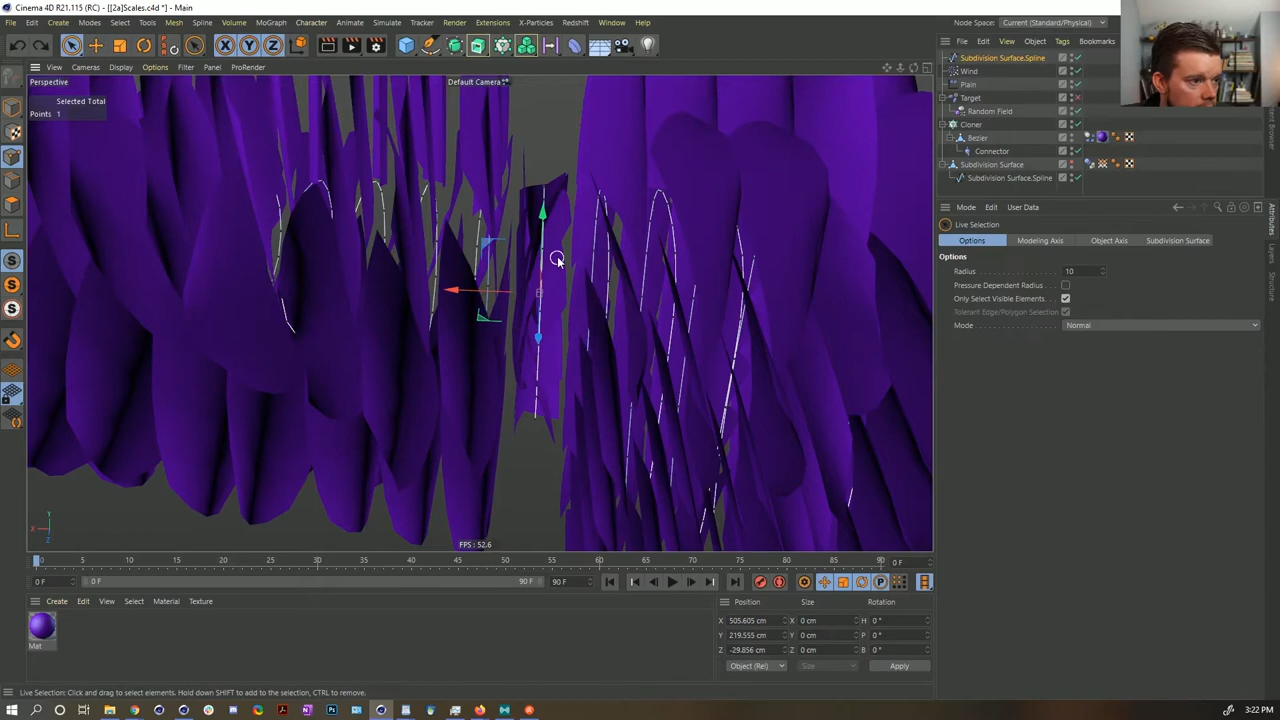 Cinema 4D R21.115 (RC) - [[2a]Scales.c4d *] - Main
File Edit Create Modes Select Tools Mesh Spline Volume MoGraph Character Animate Simulate Tracker Render Extensions X-Particles Redshift Window Help
Node Space: Current (Standard/Physical)
File Edit View Object Tags Bookmarks
View Cameras Display Options Filter Panel ProRender
Perspective
Default Camera
Selected Total
Points 1
Subdivision Surface.Spline
Wind
Plain
Target
Random Field
Cloner
Bezier
Connector
Subdivision Surface
Subdivision Surface.Spline
Mode Edit User Data
Live Selection
Options Modeling Axis Object Axis Subdivision Surface
Options
Radius 10
Pressure Dependent Radius
Only Select Visible Elements
Tolerant Edge/Polygon Selection
Mode Normal
Attributes
Layers
Structure
FPS : 52.6
0 5 10 15 20 25 30 35 40 45 50 55 60 65 70 75 80 85 90 0 F
0 F 0 F 90 F 90 F
Create Edit View Select Material Texture
Mat
Position Size Rotation
X 505.605 cm X 0 cm H 0 °
Y 219.555 cm Y 0 cm P 0 °
Z -29.856 cm Z 0 cm B 0 °
Object (Rel) Size Apply
Live Selection: Click and drag to select elements. Hold down SHIFT to add to the selection, CTRL to remove.
3:22 PM